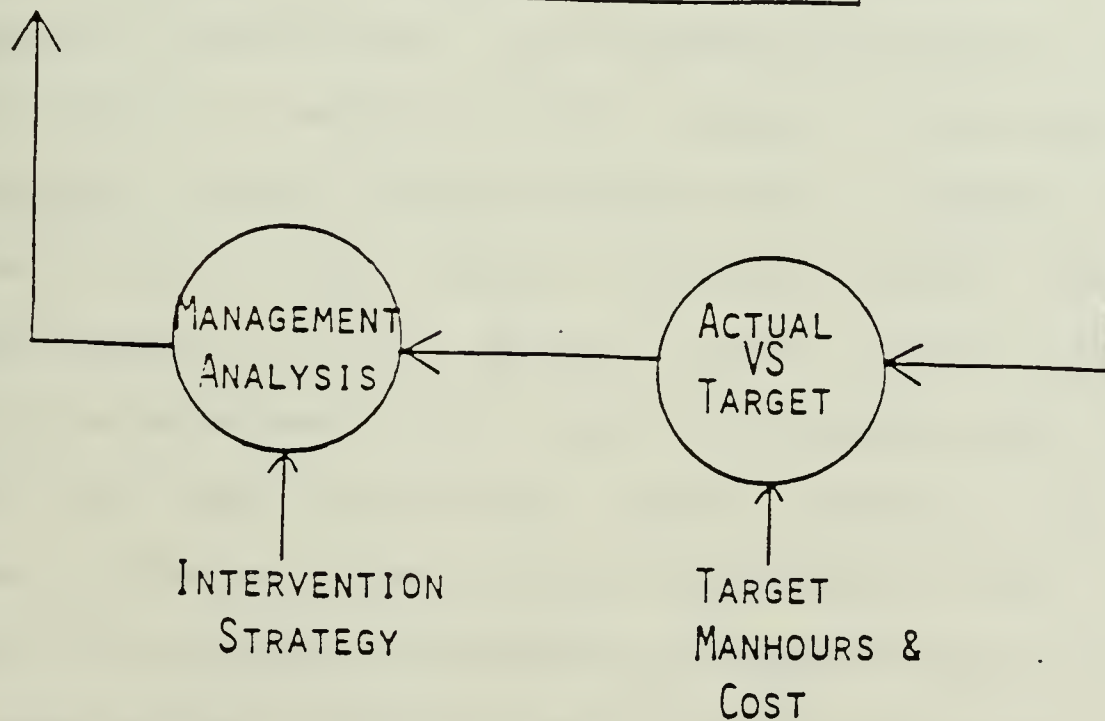 MANAGEMENT
ANALYSIS
ACTUAL
VS
TARGET
INTERVENTION
STRATEGY
TARGET
MANHOURS &
COST